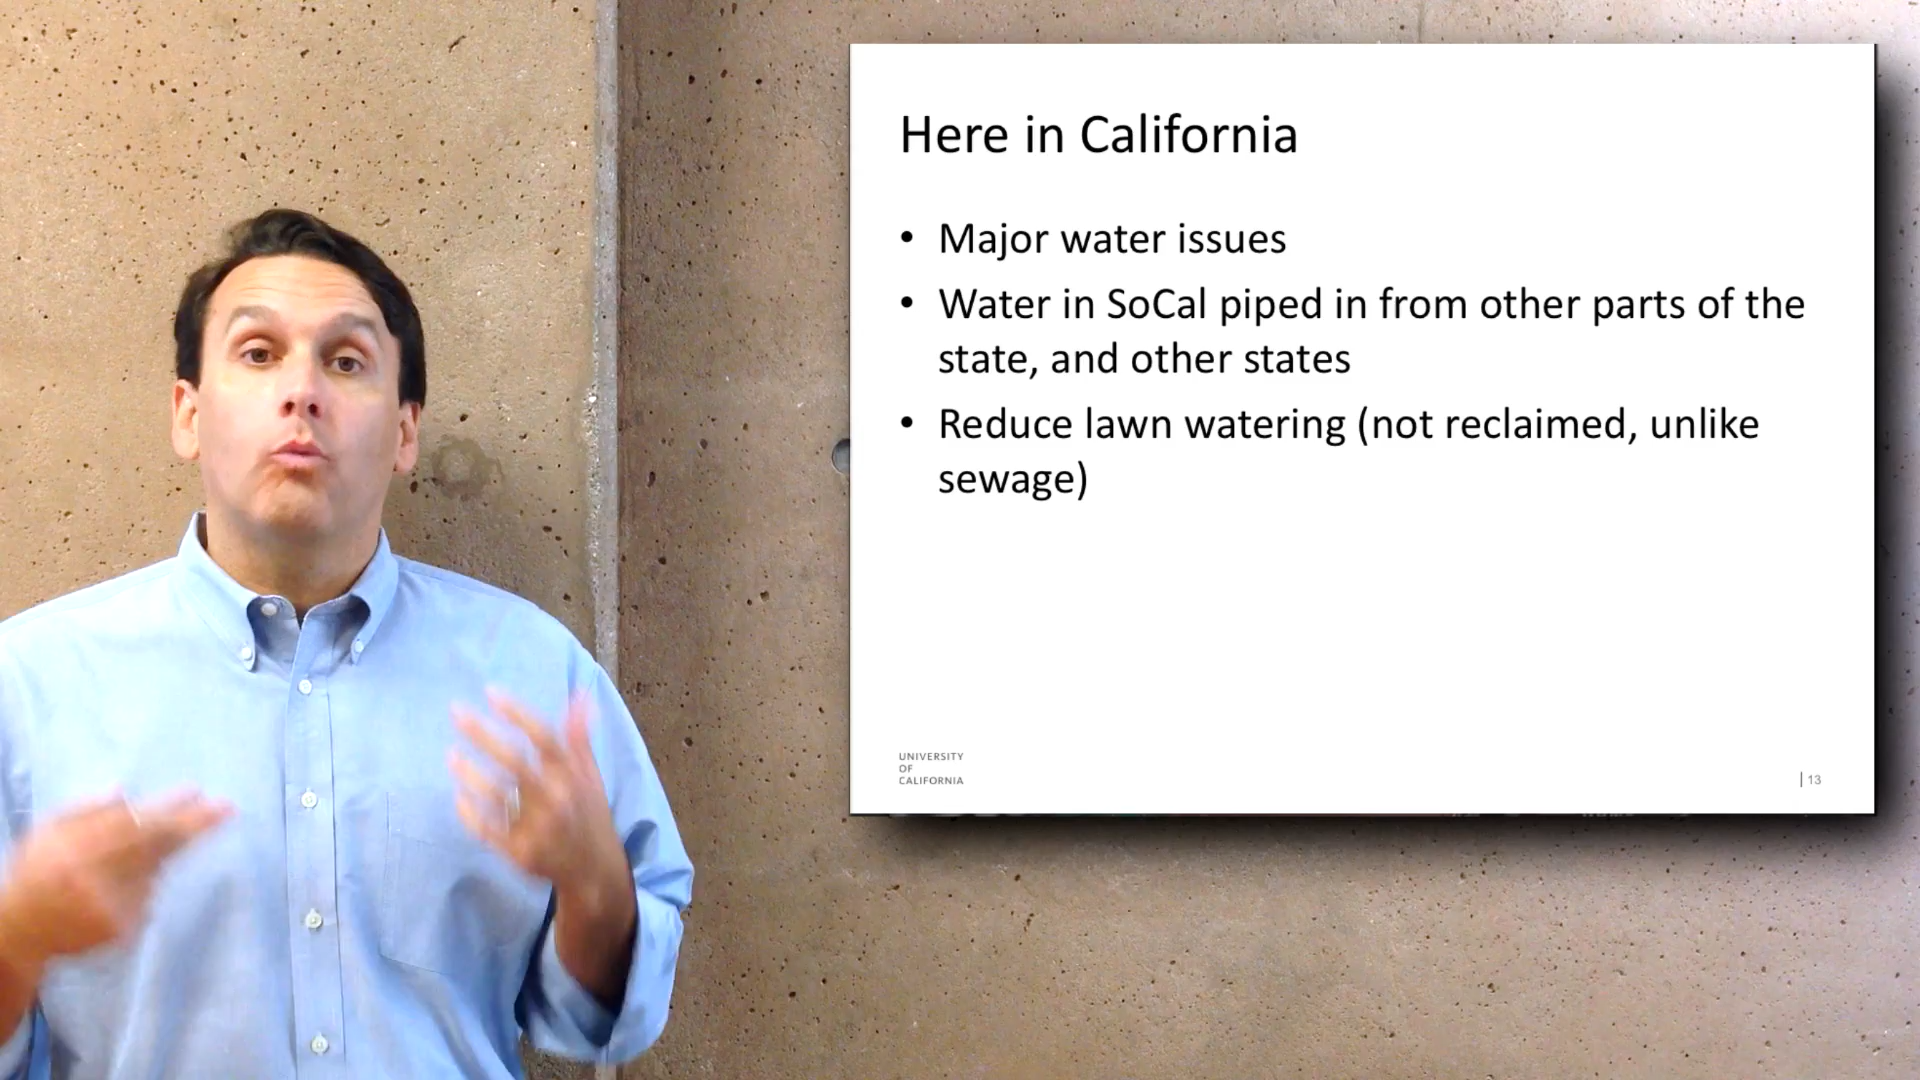 Here in California
• Major water issues
• Water in SoCal piped in from other parts of the
state, and other states
• Reduce lawn watering (not reclaimed, unlike
sewage)
UNIVERSITY
OF
CALIFORNIA
| 13